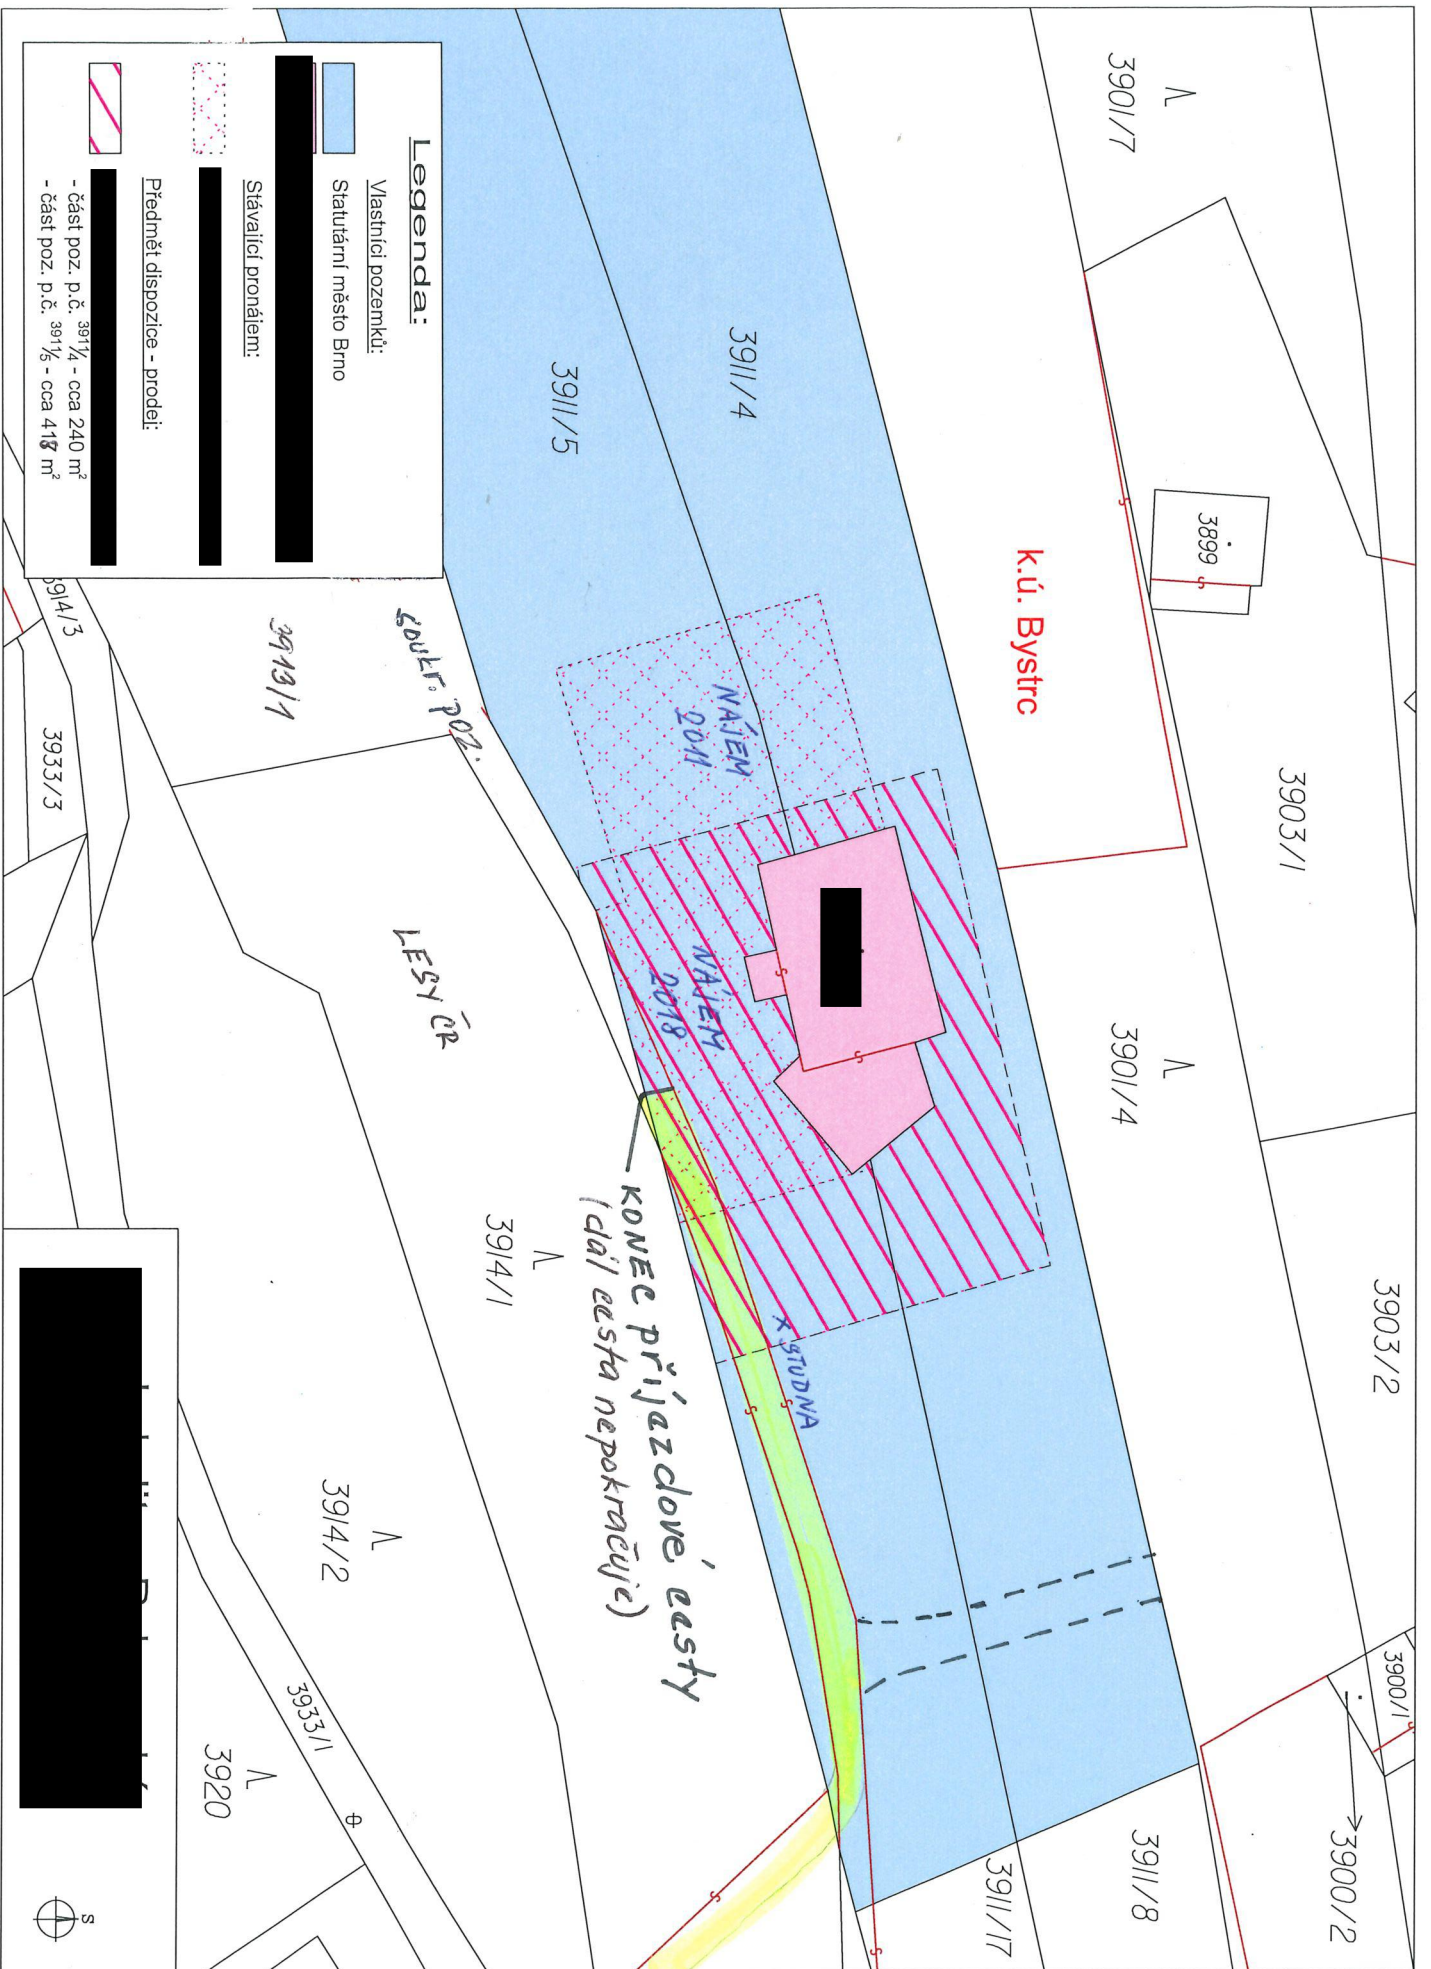 Legenda:
Vlastníci pozemků:
Statutární město Brno
Stávající pronájem:
Předmět dispozice - prodej:
- část poz. p.č. 3911/4 - cca 240 m²
- část poz. p.č. 3911/5 - cca 418 m²
3901/7
3899
3903/1
k.ú. Bystrc
3911/4
3911/5
NÁJEM
2011
NÁJEM
2018
3901/4
3903/2
3900/1
3900/2
3911/8
3911/17
x STUDNA
KONEC příjezdové cesty
(dál cesta nepokračuje)
soukr. poz.
3913/1
3914/3
3933/3
LESY ČR
3914/1
3914/2
3933/1
3920
S